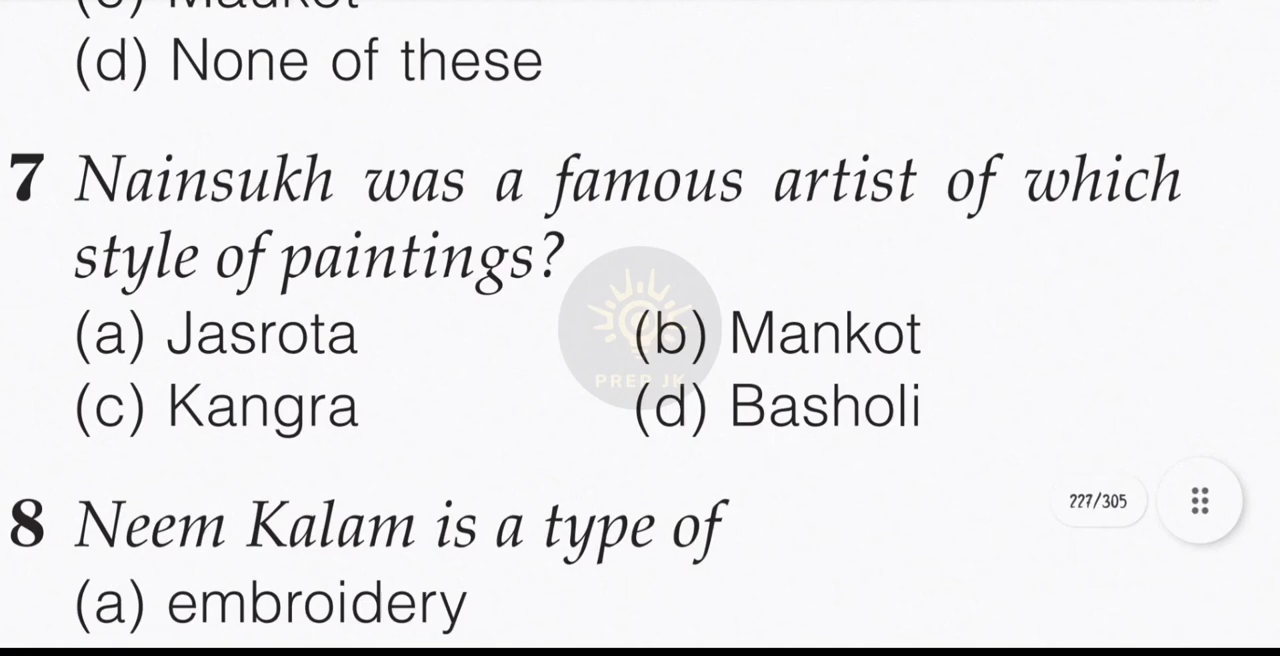 (d) None of these
7 Nainsukh was a famous artist of which
style of paintings?
(a) Jasrota (b) Mankot
(c) Kangra (d) Basholi
PREP JK
227/305
8 Neem Kalam is a type of
(a) embroidery